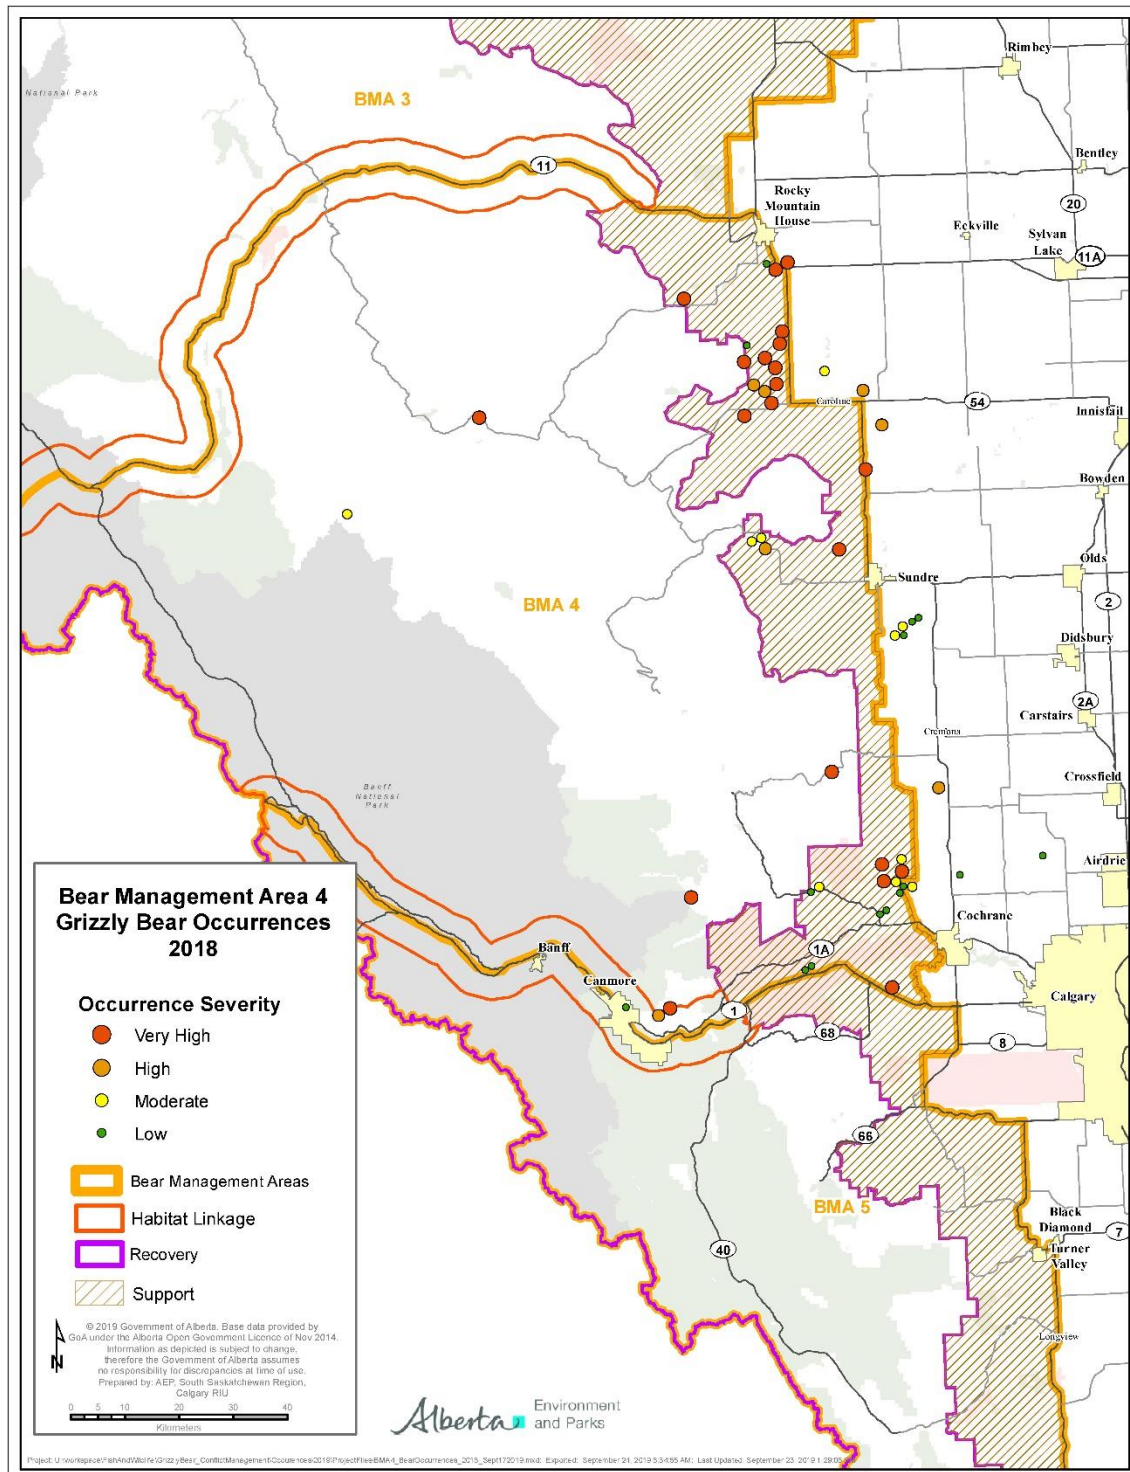 Rimbey
National Park
BMA 3
Bentley
11
Rocky
Mountain
House
20
Eckville
Sylvan
Lake
11A
Caroline
54
Innisfail
Bowden
Olds
Sundre
BMA 4
2
Didsbury
2A
Carstairs
Cremona
Crossfield
Banff
National
Park
Airdrie
Bear Management Area 4
Grizzly Bear Occurrences
2018
Cochrane
Banff
1A
Canmore
Calgary
1
68
8
Occurrence Severity
Very High
High
Moderate
Low
66
Bear Management Areas
BMA 5
Black
Diamond
7
Habitat Linkage
40
Turner
Valley
Recovery
Support
Longview
© 2019 Government of Alberta. Base data provided by
GoA under the Alberta Open Government Licence of Nov 2014.
Information as depicted is subject to change,
therefore the Government of Alberta assumes
no responsibility for discrepancies at time of use.
Prepared by: AEP, South Saskatchewan Region,
Calgary RIU
N
0 10 20 30 40
Kilometers
Alberta Environment
and Parks